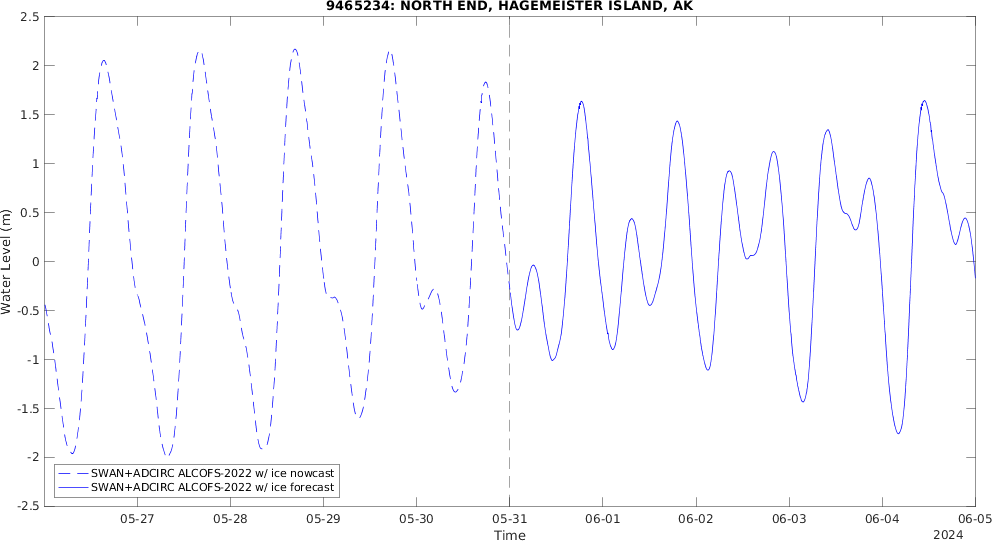 9465234: NORTH END, HAGEMEISTER ISLAND, AK
2.5
2
1.5
1
0.5
0
-0.5
-1
-1.5
-2
-2.5
Water Level (m)
SWAN+ADCIRC ALCOFS-2022 w/ ice nowcast
SWAN+ADCIRC ALCOFS-2022 w/ ice forecast
05-27 05-28 05-29 05-30 05-31 06-01 06-02 06-03 06-04 06-05
Time
2024